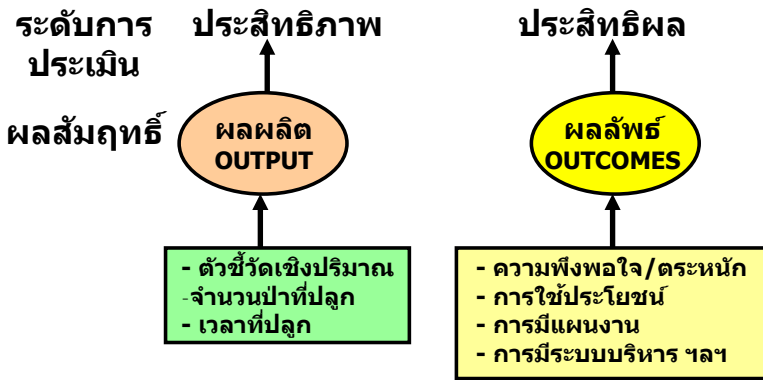 ระดับการ ประสิทธิภาพ ประสิทธิผล
ประเมิน
ผลสัมฤทธิ์
ผลผลิต
OUTPUT
ผลลัพธ์
OUTCOMES
- ตัวชี้วัดเชิงปริมาณ
-จำนวนป่าที่ปลูก
- เวลาที่ปลูก
- ความพึงพอใจ/ตระหนัก
- การใช้ประโยชน์
- การมีแผนงาน
- การมีระบบบริหาร ฯลฯ